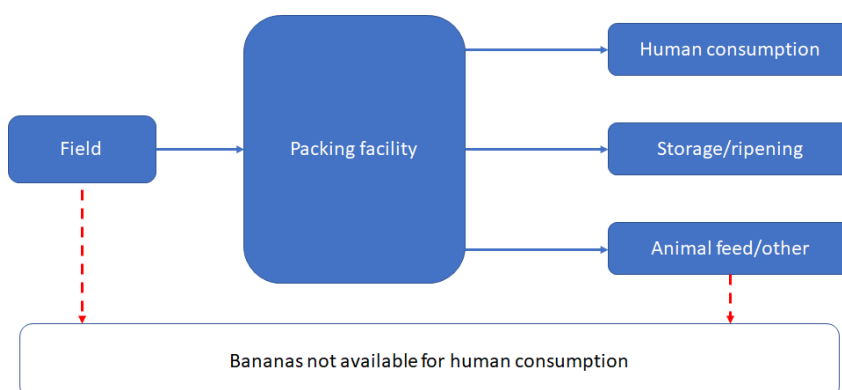 Human consumption
Field
Packing facility
Storage/ripening
Animal feed/other
Bananas not available for human consumption